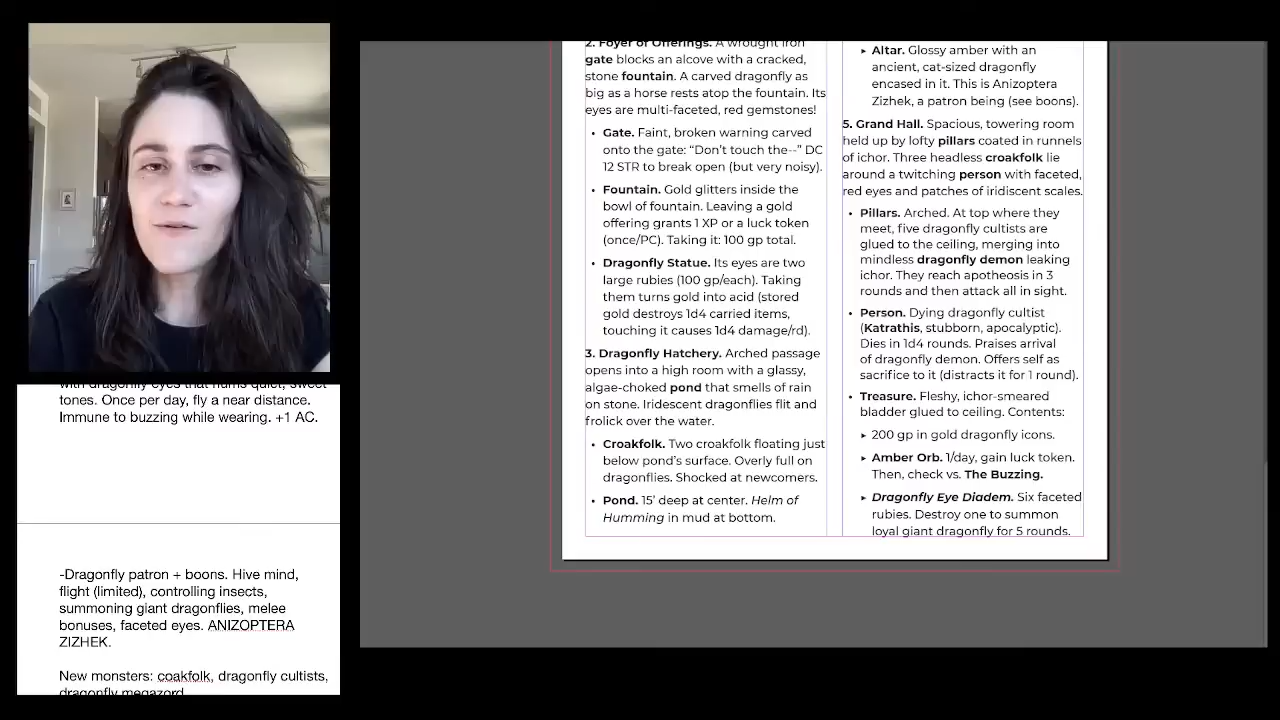 with dragonfly eyes that hums quiet, sweet
tones. Once per day, fly a near distance.
Immune to buzzing while wearing. +1 AC.
-Dragonfly patron + boons. Hive mind,
flight (limited), controlling insects,
summoning giant dragonflies, melee
bonuses, faceted eyes. ANIZOPTERA
ZIZHEK.
New monsters: coakfolk, dragonfly cultists,
dragonfly megazord
2. Foyer of Offerings. A wrought iron
gate blocks an alcove with a cracked,
stone fountain. A carved dragonfly as
big as a horse rests atop the fountain. Its
eyes are multi-faceted, red gemstones!
• Gate. Faint, broken warning carved
onto the gate: “Don’t touch the--” DC
12 STR to break open (but very noisy).
• Fountain. Gold glitters inside the
bowl of fountain. Leaving a gold
offering grants 1 XP or a luck token
(once/PC). Taking it: 100 gp total.
• Dragonfly Statue. Its eyes are two
large rubies (100 gp/each). Taking
them turns gold into acid (stored
gold destroys 1d4 carried items,
touching it causes 1d4 damage/rd).
3. Dragonfly Hatchery. Arched passage
opens into a high room with a glassy,
algae-choked pond that smells of rain
on stone. Iridescent dragonflies flit and
frolick over the water.
• Croakfolk. Two croakfolk floating just
below pond’s surface. Overly full on
dragonflies. Shocked at newcomers.
• Pond. 15’ deep at center. Helm of
Humming in mud at bottom.
▸ Altar. Glossy amber with an
ancient, cat-sized dragonfly
encased in it. This is Anizoptera
Zizhek, a patron being (see boons).
5. Grand Hall. Spacious, towering room
held up by lofty pillars coated in runnels
of ichor. Three headless croakfolk lie
around a twitching person with faceted,
red eyes and patches of iridiscent scales.
• Pillars. Arched. At top where they
meet, five dragonfly cultists are
glued to the ceiling, merging into
mindless dragonfly demon leaking
ichor. They reach apotheosis in 3
rounds and then attack all in sight.
• Person. Dying dragonfly cultist
(Katrathis, stubborn, apocalyptic).
Dies in 1d4 rounds. Praises arrival
of dragonfly demon. Offers self as
sacrifice to it (distracts it for 1 round).
• Treasure. Fleshy, ichor-smeared
bladder glued to ceiling. Contents:
▸ 200 gp in gold dragonfly icons.
▸ Amber Orb. 1/day, gain luck token.
Then, check vs. The Buzzing.
▸ Dragonfly Eye Diadem. Six faceted
rubies. Destroy one to summon
loyal giant dragonfly for 5 rounds.